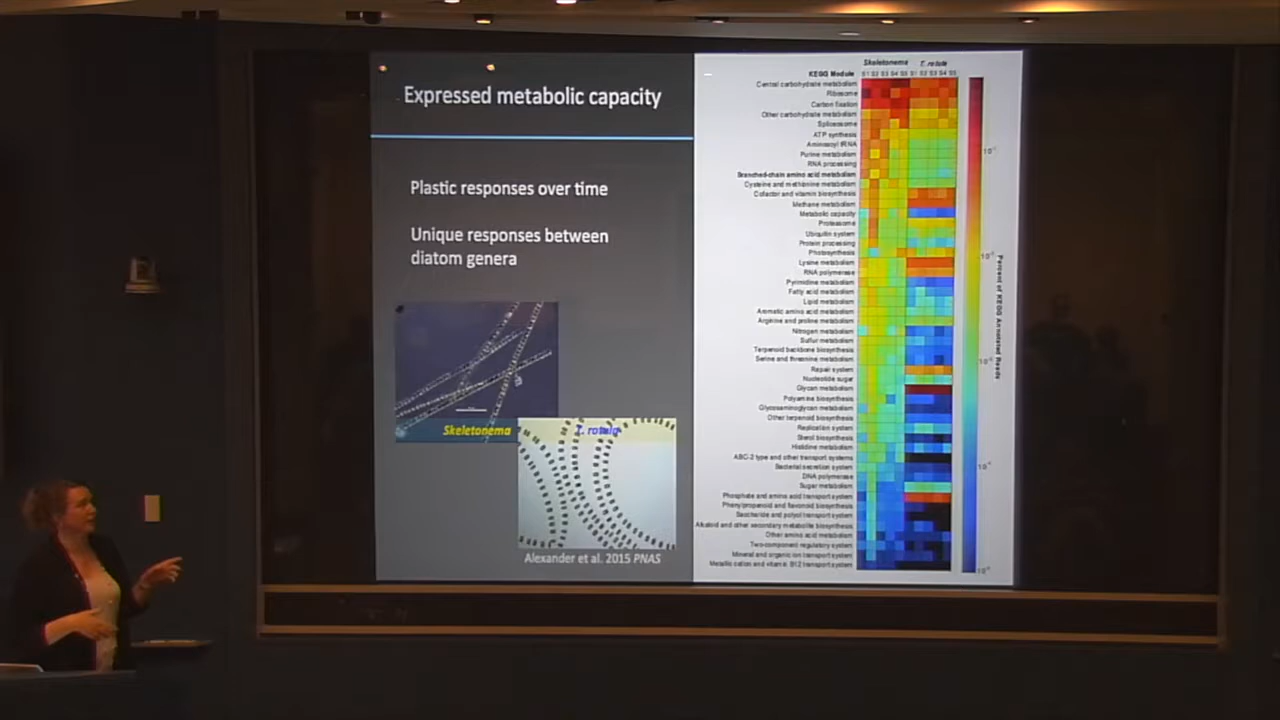 Expressed metabolic capacity
Plastic responses over time
Unique responses between
diatom genera
Skeletonema
T. rotula
Alexander et al. 2015 PNAS
Skeletonema T. rotula
KEGG Module S1 S2 S3 S4 S5 S1 S2 S3 S4 S5
Central carbohydrate metabolism
Ribosome
Carbon fixation
Other carbohydrate metabolism
Spliceosome
ATP synthesis
Aminoacyl tRNA
Purine metabolism
RNA processing
Branched-chain amino acid metabolism
Cysteine and methionine metabolism
Cofactor and vitamin biosynthesis
Methane metabolism
Metabolic capacity
Proteasome
Ubiquitin system
Protein processing
Photosynthesis
Lysine metabolism
RNA polymerase
Pyrimidine metabolism
Fatty acid metabolism
Lipid metabolism
Aromatic amino acid metabolism
Arginine and proline metabolism
Nitrogen metabolism
Sulfur metabolism
Terpenoid backbone biosynthesis
Serine and threonine metabolism
Repair system
Nucleotide sugar
Glycan metabolism
Polyamine biosynthesis
Glycosaminoglycan metabolism
Other terpenoid biosynthesis
Replication system
Sterol biosynthesis
Histidine metabolism
ABC-2 type and other transport systems
Bacterial secretion system
DNA polymerase
Sugar metabolism
Phosphate and amino acid transport system
Phenylpropanoid and flavonoid biosynthesis
Saccharide and polyol transport system
Alkaloid and other secondary metabolite biosynthesis
Other amino acid metabolism
Two-component regulatory system
Mineral and organic ion transport system
Metallic cation and vitamin B12 transport system
Percent of KEGG Annotated Reads